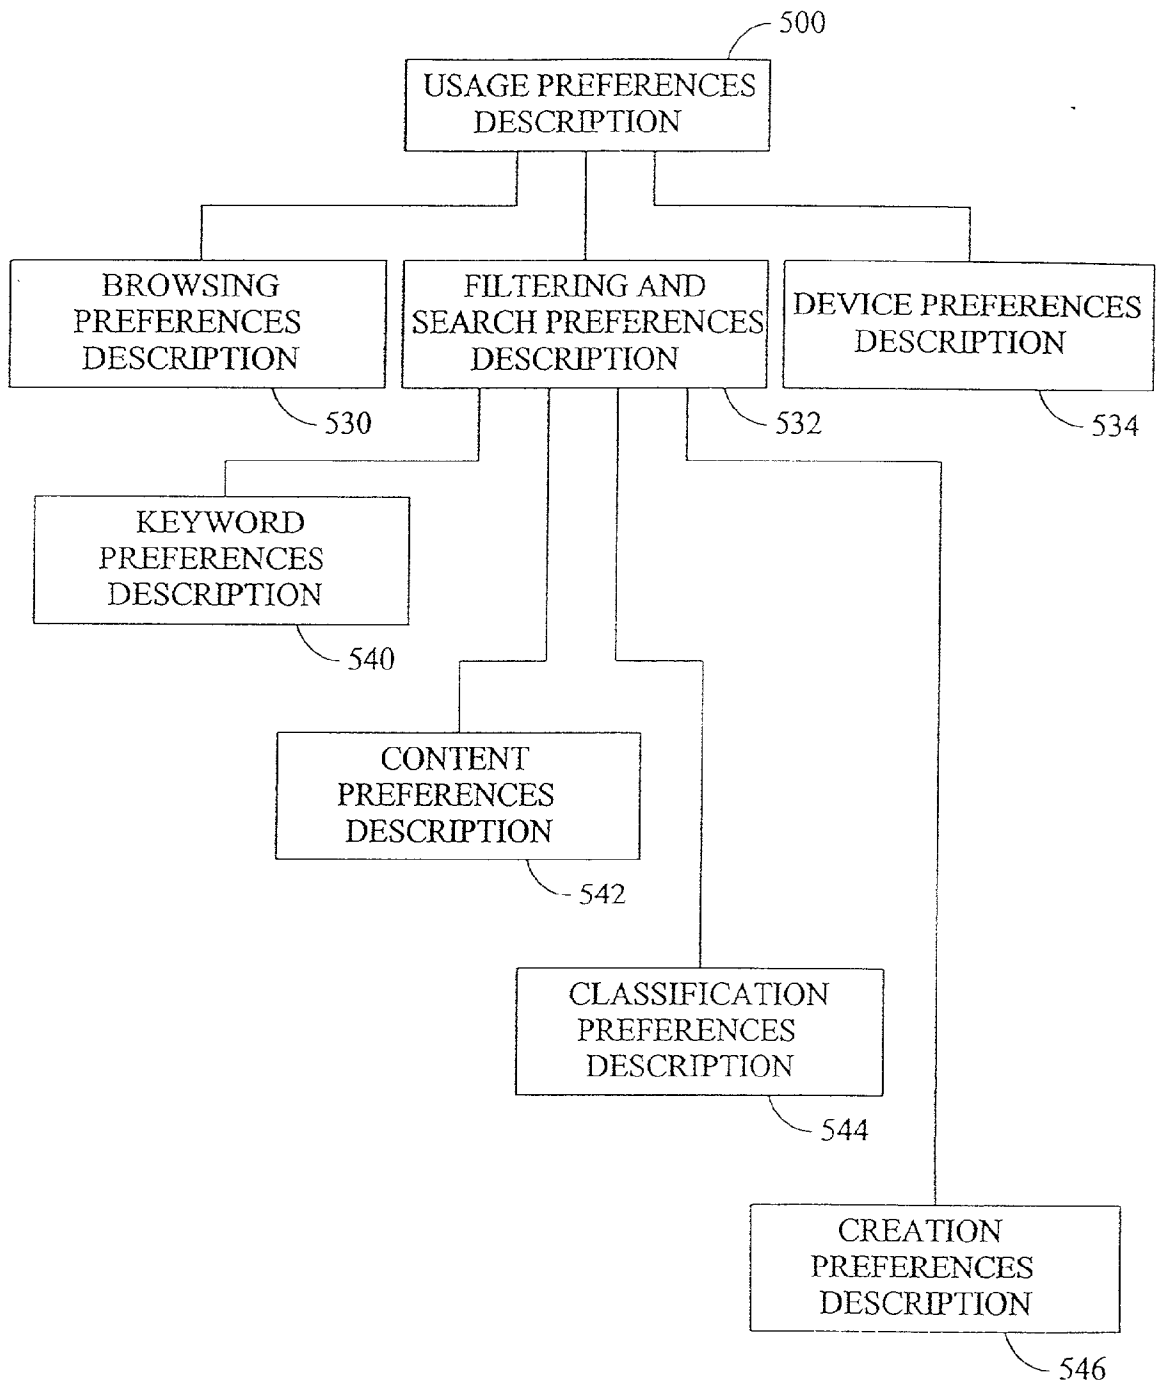 500
USAGE PREFERENCES
DESCRIPTION
BROWSING
PREFERENCES
DESCRIPTION
530
FILTERING AND
SEARCH PREFERENCES
DESCRIPTION
532
DEVICE PREFERENCES
DESCRIPTION
534
KEYWORD
PREFERENCES
DESCRIPTION
540
CONTENT
PREFERENCES
DESCRIPTION
542
CLASSIFICATION
PREFERENCES
DESCRIPTION
544
CREATION
PREFERENCES
DESCRIPTION
546